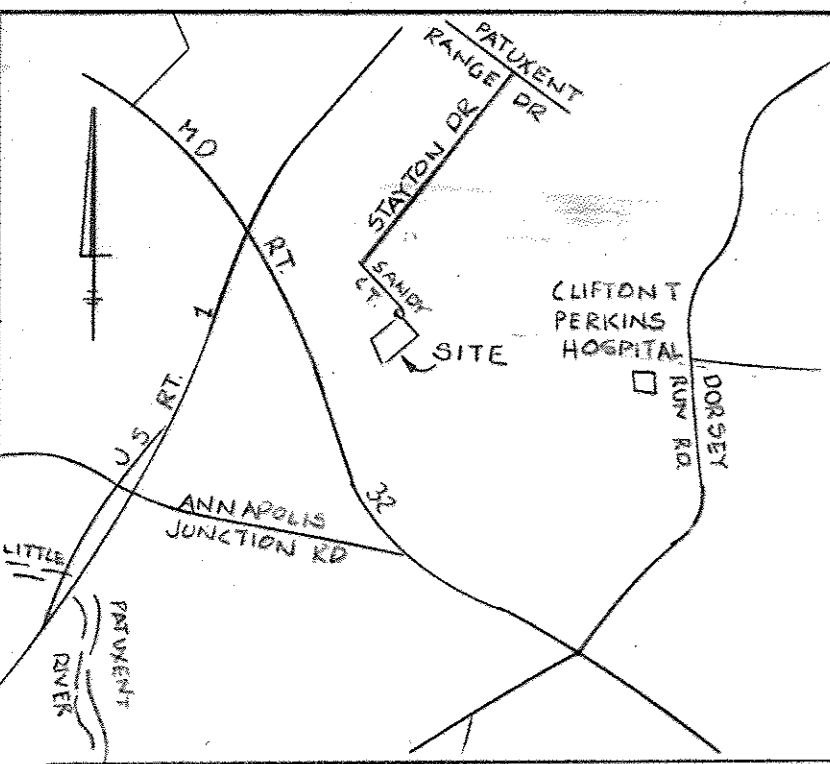 PATUXENT
RANGE DR
MD
RT.
32
STAYTON DR
SANDY
CT.
SITE
CLIFTON T
PERKINS
HOSPITAL
DORSEY
RUN RD.
U S RT. 1
ANNAPOLIS
JUNCTION RD
LITTLE
PATUXENT
RIVER